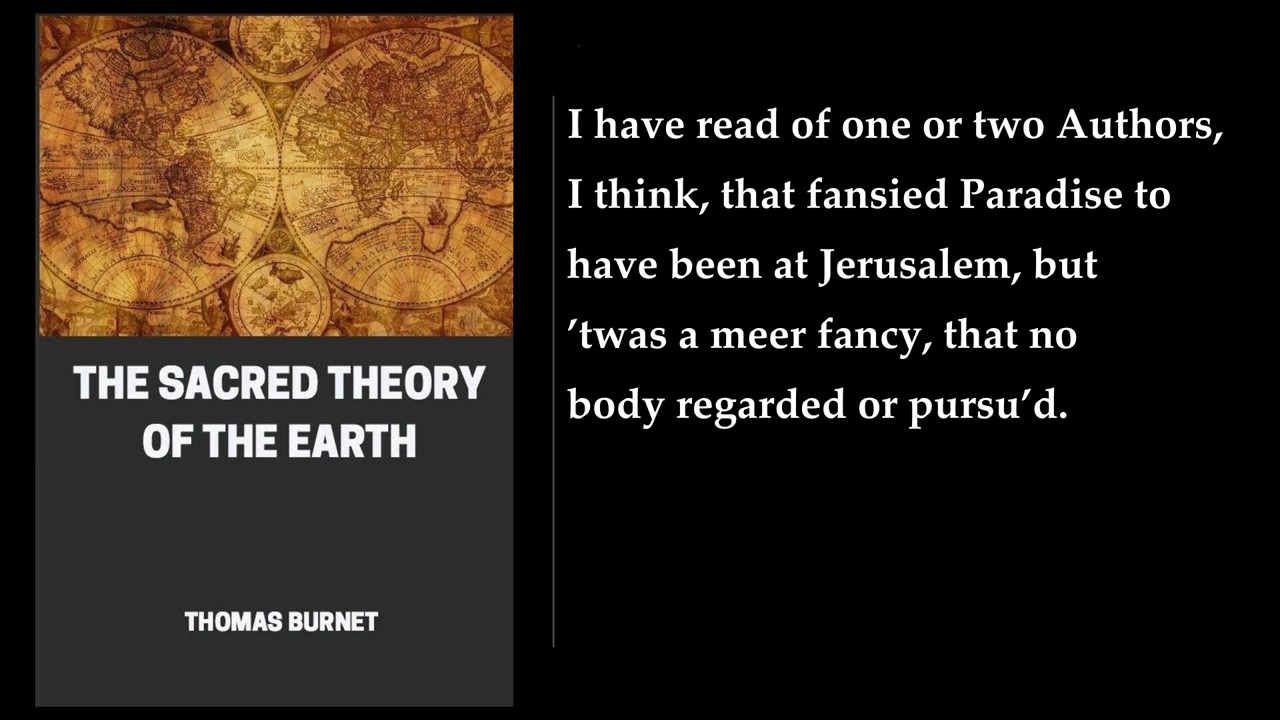 THE SACRED THEORY
OF THE EARTH
THOMAS BURNET
I have read of one or two Authors,
I think, that fansied Paradise to
have been at Jerusalem, but
’twas a meer fancy, that no
body regarded or pursu’d.